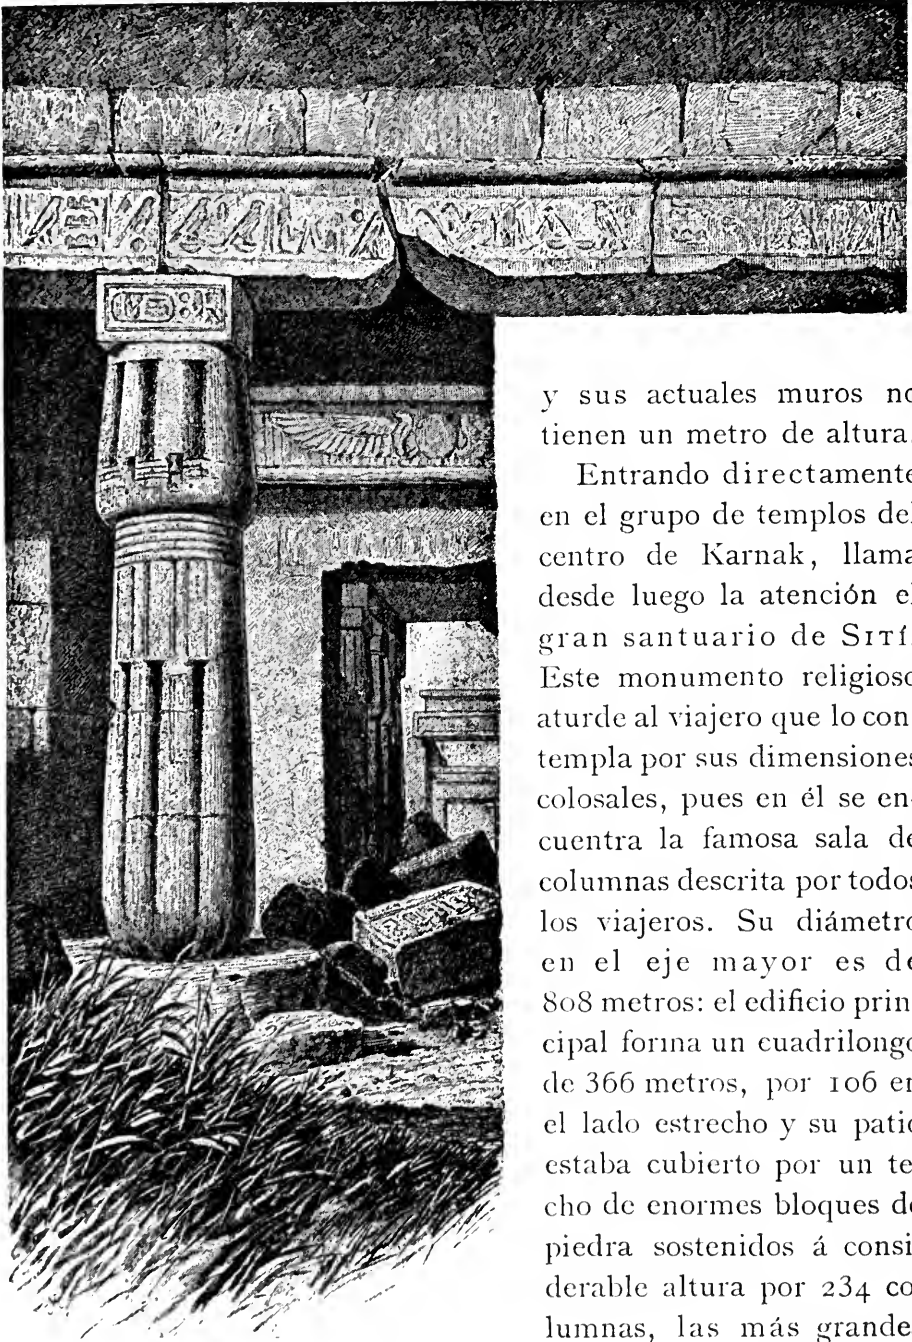 y sus actuales muros no
tienen un metro de altura.
Entrando directamente
en el grupo de templos del
centro de Karnak, llama
desde luego la atención el
gran santuario de SITÍ.
Este monumento religioso
aturde al viajero que lo con-
templa por sus dimensiones
colosales, pues en él se en-
cuentra la famosa sala de
columnas descrita por todos
los viajeros. Su diámetro
en el eje mayor es de
808 metros: el edificio prin-
cipal forma un cuadrilongo
de 366 metros, por 106 en
el lado estrecho y su patio
estaba cubierto por un te-
cho de enormes bloques de
piedra sostenidos á consi-
derable altura por 234 co-
lumnas, las más grande